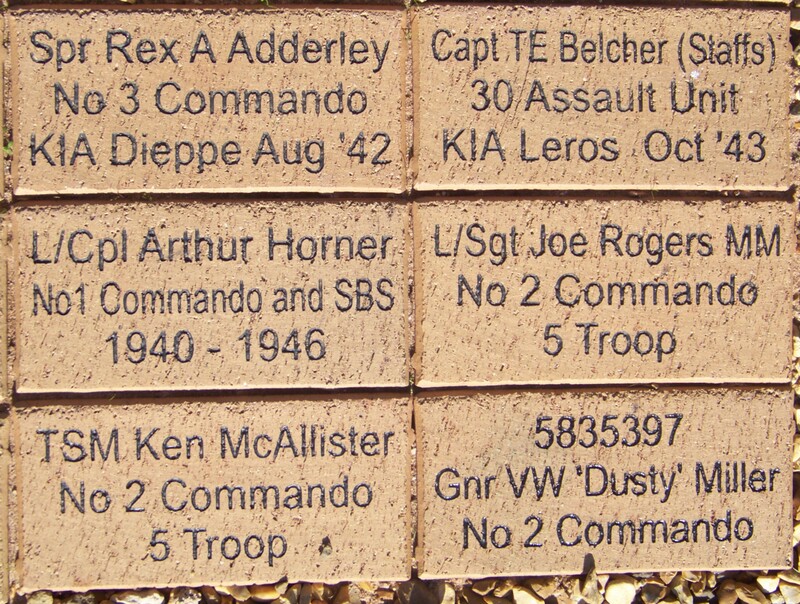 Spr Rex A Adderley
No 3 Commando
KIA Dieppe Aug '42
Capt TE Belcher (Staffs)
30 Assault Unit
KIA Leros Oct '43
L/Cpl Arthur Horner
No1 Commando and SBS
1940 - 1946
L/Sgt Joe Rogers MM
No 2 Commando
5 Troop
TSM Ken McAllister
No 2 Commando
5 Troop
5835397
Gnr VW 'Dusty' Miller
No 2 Commando